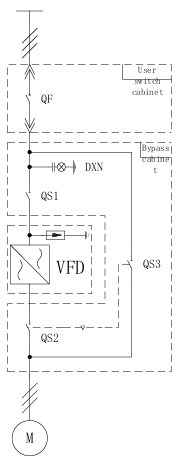 User
switch
cabinet
QF
Bypass
cabine
t
DXN
QS1
VFD
QS3
QS2
M